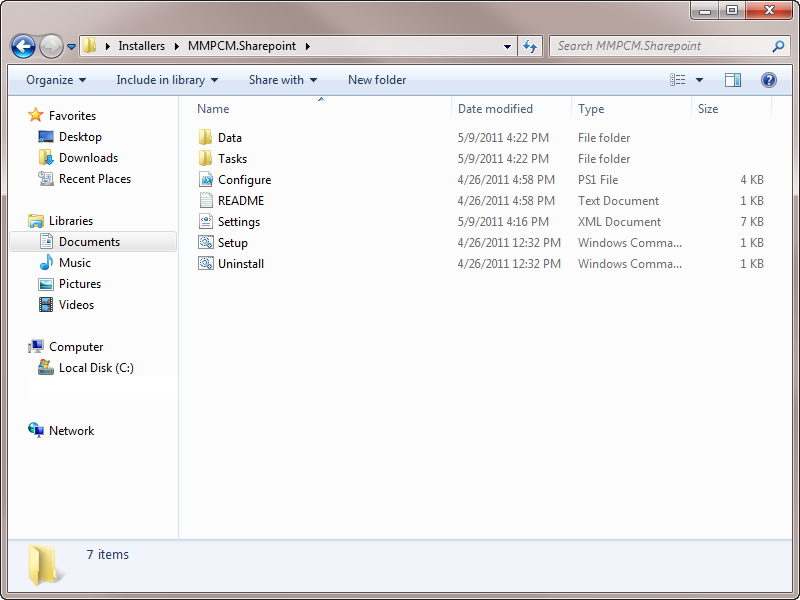 Installers MMPCM.Sharepoint
Search MMPCM.Sharepoint
Organize Include in library Share with New folder
Name Date modified Type Size
Favorites
Desktop
Downloads
Recent Places
Libraries
Documents
Music
Pictures
Videos
Computer
Local Disk (C:)
Network
Data 5/9/2011 4:22 PM File folder
Tasks 5/9/2011 4:22 PM File folder
Configure 4/26/2011 4:58 PM PS1 File 4 KB
README 4/26/2011 4:58 PM Text Document 1 KB
Settings 5/9/2011 4:16 PM XML Document 7 KB
Setup 4/26/2011 12:32 PM Windows Comma... 1 KB
Uninstall 4/26/2011 12:32 PM Windows Comma... 1 KB
7 items